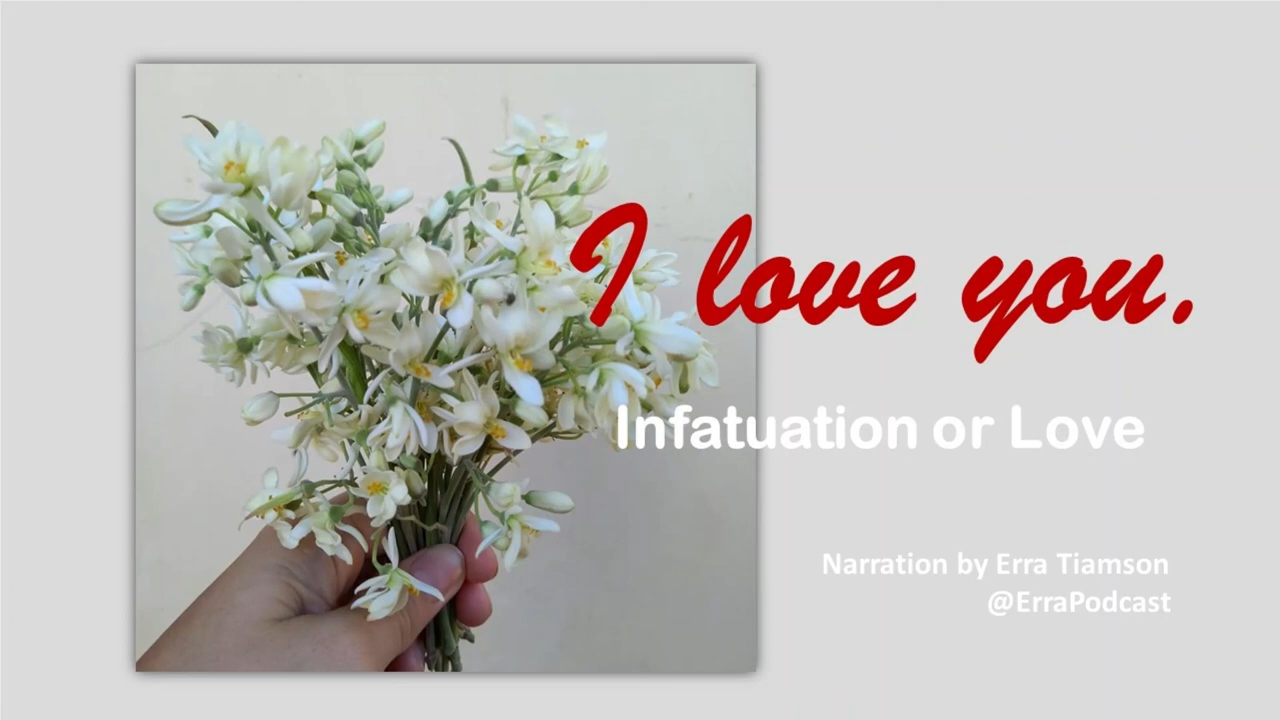 I love you.
Infatuation or Love
Narration by Erra Tiamson
@ErraPodcast